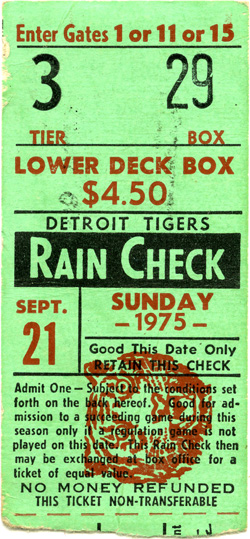 Enter Gates 1 or 11 or 15
3 29
TIER BOX
LOWER DECK BOX
$4.50
DETROIT TIGERS
RAIN CHECK
SEPT. 21
SUNDAY
—1975—
Good This Date Only
RETAIN THIS CHECK
Admit One — Subject to the conditions set
forth on the back hereof. Good for ad-
mission to a succeeding game during this
season only if a regulation game is not
played on this date. This Rain Check then
may be exchanged at box office for a
ticket of equal value.
NO MONEY REFUNDED
THIS TICKET NON-TRANSFERABLE